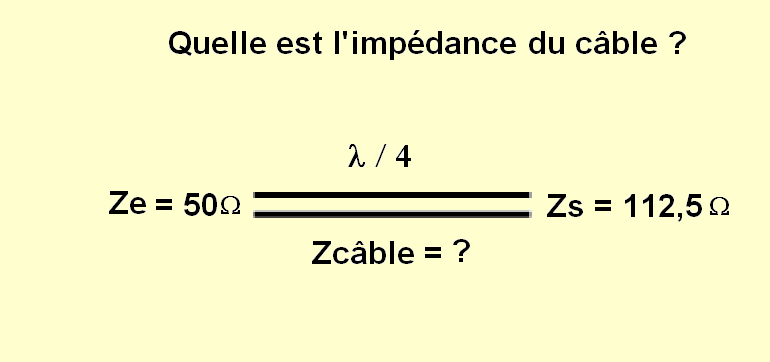 Quelle est l'impédance du câble ?
λ / 4
Ze = 50Ω Zs = 112,5 Ω
Zcâble = ?